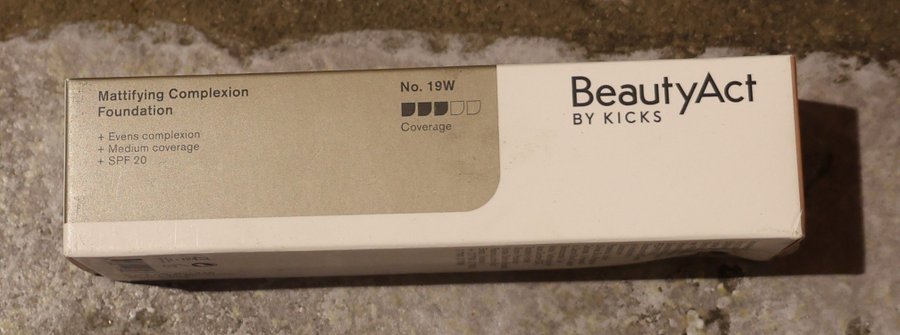 Mattifying Complexion
Foundation
+ Evens complexion
+ Medium coverage
+ SPF 20
No. 19W
Coverage
BeautyAct
BY KICKS